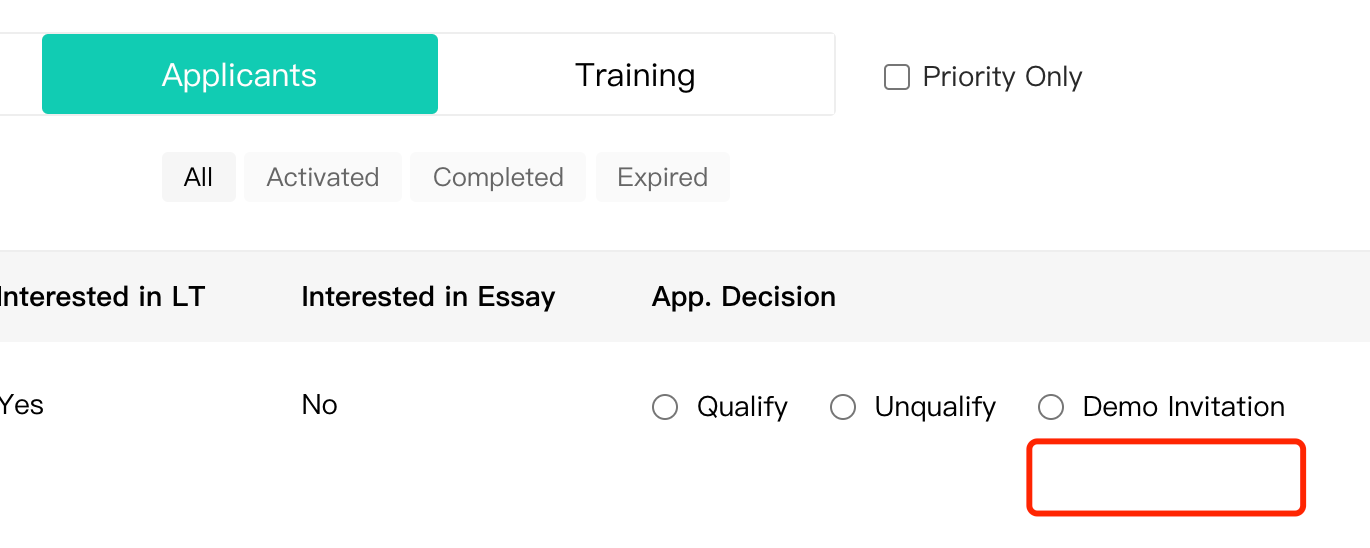 Applicants Training Priority Only
All Activated Completed Expired
Interested in LT Interested in Essay App. Decision
Yes No Qualify Unqualify Demo Invitation